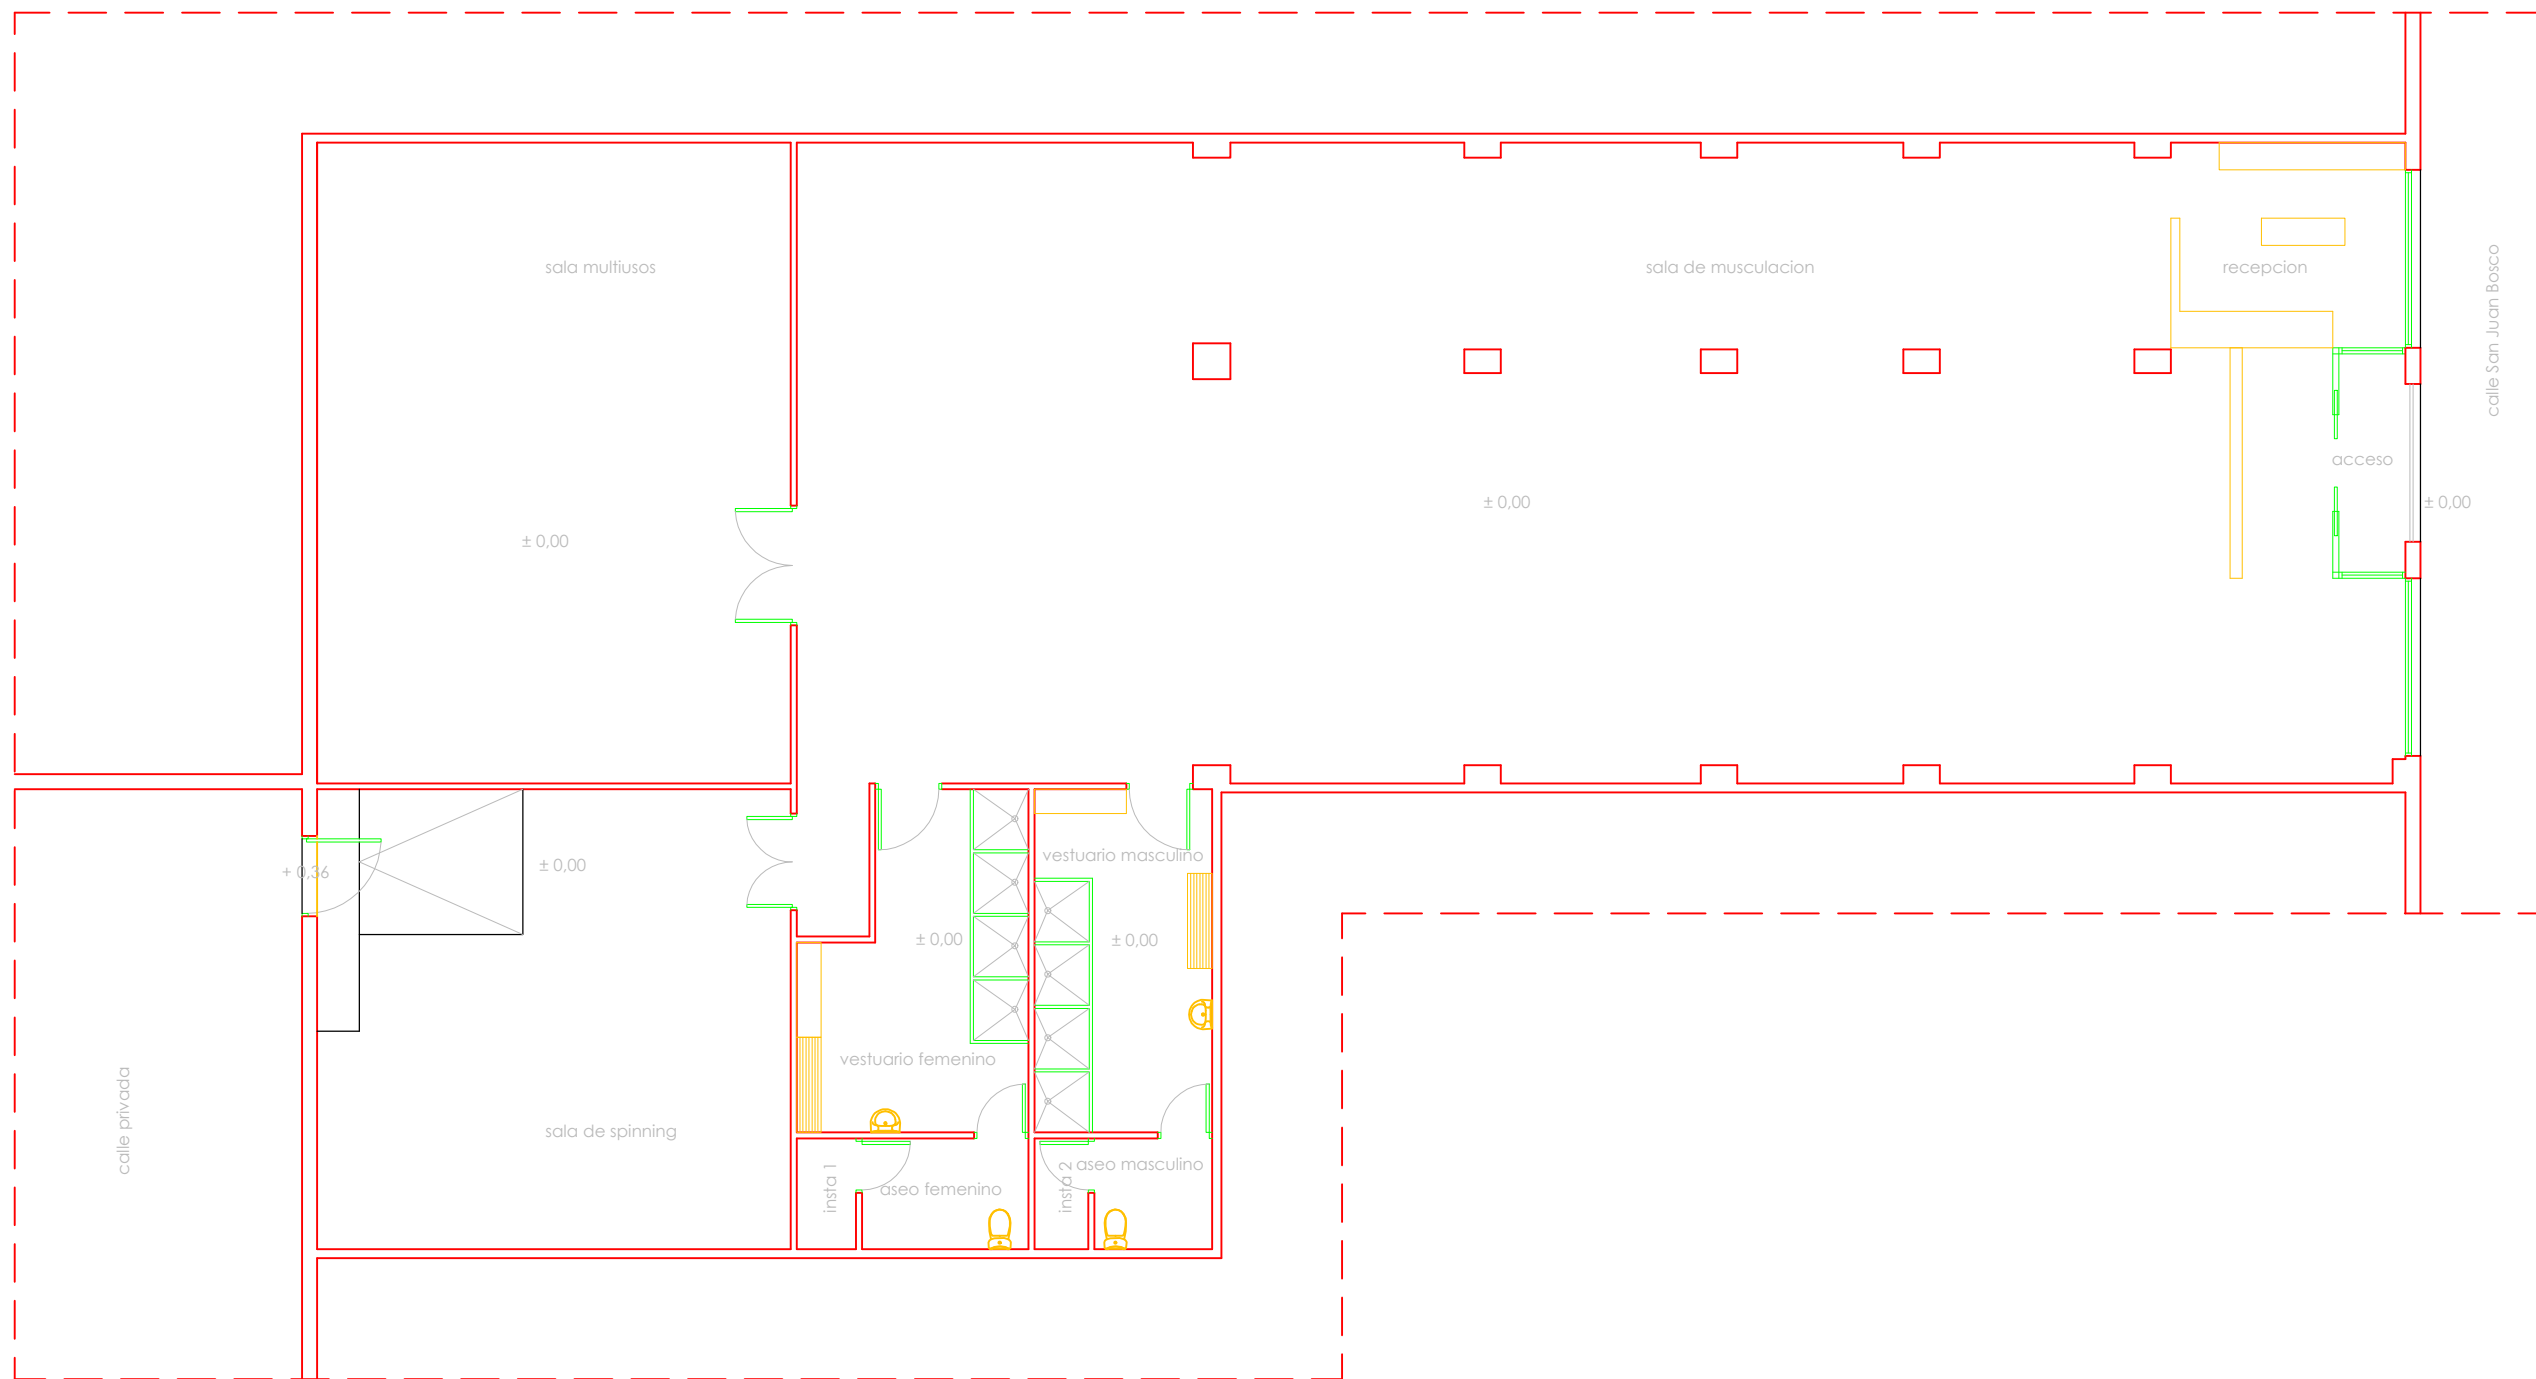 sala multiusos
sala de musculacion
recepcion
calle San Juan Bosco
acceso
± 0,00
± 0,00
± 0,00
vestuario masculino
± 0,00
+ 0,36
± 0,00
± 0,00
vestuario femenino
calle privada
sala de spinning
insta 1
aseo femenino
insta 2
aseo masculino